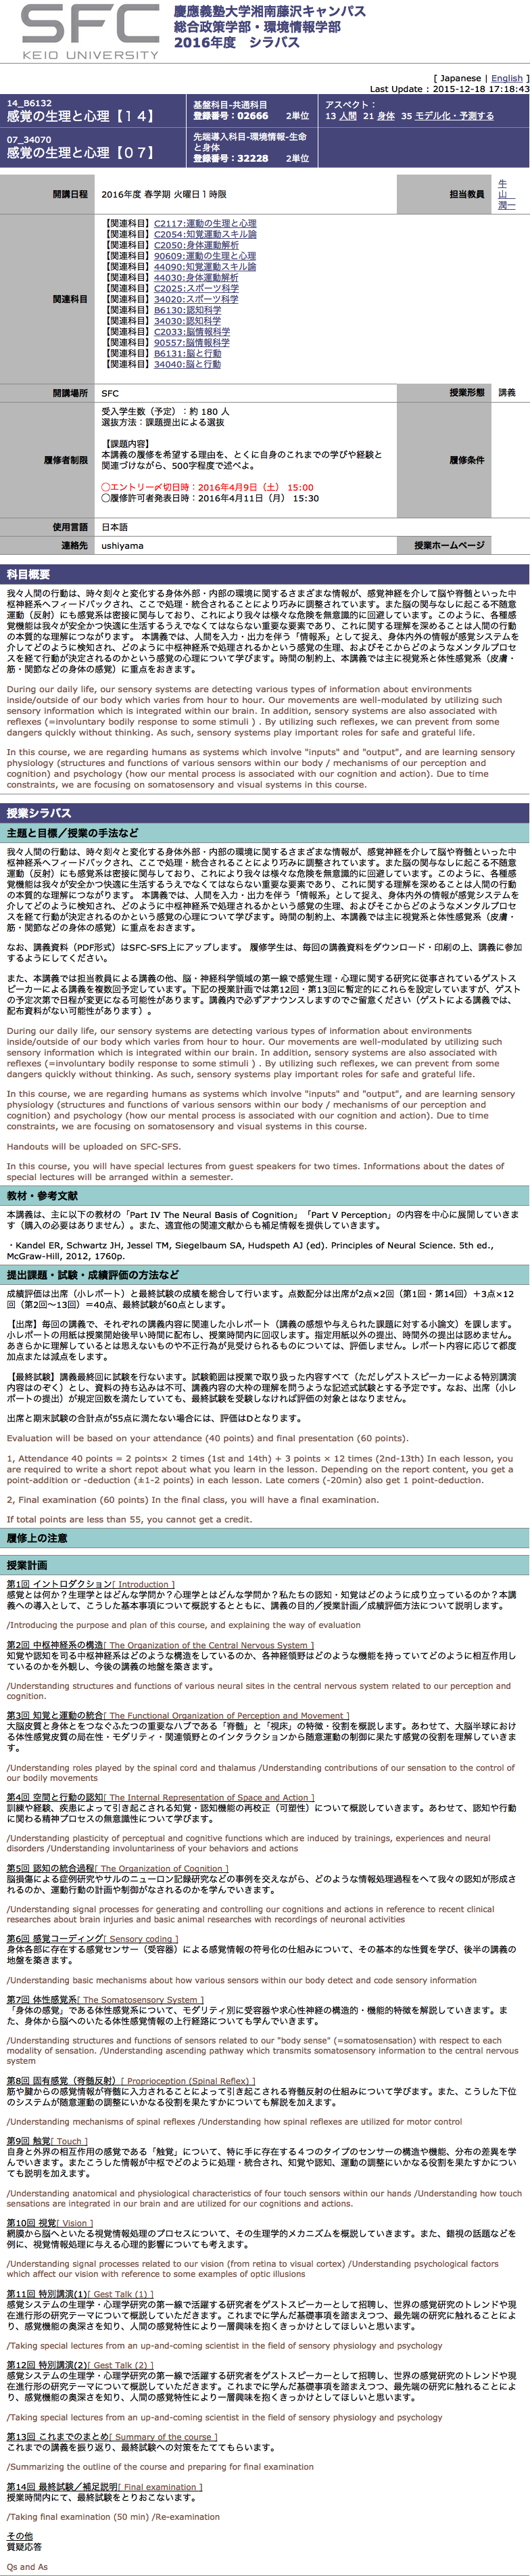 SFC
KEIO UNIVERSITY
慶應義塾大学湘南藤沢キャンパス
総合政策学部・環境情報学部
2016年度　シラバス
[ Japanese | English ]
Last Update : 2015-12-18 17:18:43
14_B6132
感覚の生理と心理【１４】
基盤科目-共通科目
登録番号：02666　2単位
アスペクト：
13 人間　21 身体　35 モデル化・予測する
07_34070
感覚の生理と心理【０７】
先端導入科目-環境情報-生命
と身体
登録番号：32228　2単位
開講日程
2016年度 春学期 火曜日１時限
担当教員
牛
山
潤一
関連科目
【関連科目】C2117:運動の生理と心理
【関連科目】C2054:知覚運動スキル論
【関連科目】C2050:身体運動解析
【関連科目】90609:運動の生理と心理
【関連科目】44090:知覚運動スキル論
【関連科目】44030:身体運動解析
【関連科目】C2025:スポーツ科学
【関連科目】34020:スポーツ科学
【関連科目】B6130:認知科学
【関連科目】34030:認知科学
【関連科目】C2033:脳情報科学
【関連科目】90557:脳情報科学
【関連科目】B6131:脳と行動
【関連科目】34040:脳と行動
開講場所
SFC
授業形態
講義
履修者制限
受入学生数（予定）：約 180 人
選抜方法：課題提出による選抜
【課題内容】
本講義の履修を希望する理由を、とくに自身のこれまでの学びや経験と
関連づけながら、500字程度で述べよ。
◯エントリー〆切日時：2016年4月9日（土） 15:00
◯履修許可者発表日時：2016年4月11日（月） 15:30
履修条件
使用言語
日本語
連絡先
ushiyama
授業ホームページ
科目概要
我々人間の行動は、時々刻々と変化する身体外部・内部の環境に関するさまざまな情報が、感覚神経を介して脳や脊髄といった中
枢神経系へフィードバックされ、ここで処理・統合されることにより巧みに調整されています。また脳の関与なしに起こる不随意
運動（反射）にも感覚系は密接に関与しており、これにより我々は様々な危険を無意識的に回避しています。このように、各種感
覚機能は我々が安全かつ快適に生活するうえでなくてはならない重要な要素であり、これに関する理解を深めることは人間の行動
の本質的な理解につながります。 本講義では、人間を入力・出力を伴う「情報系」として捉え、身体内外の情報が感覚システムを
介してどのように検知され、どのように中枢神経系で処理されるかという感覚の生理、およびそこからどのようなメンタルプロセ
スを経て行動が決定されるのかという感覚の心理について学びます。時間の制約上、本講義では主に視覚系と体性感覚系（皮膚・
筋・関節などの身体の感覚）に重点をおきます。
During our daily life, our sensory systems are detecting various types of information about environments
inside/outside of our body which varies from hour to hour. Our movements are well-modulated by utilizing such
sensory information which is integrated within our brain. In addition, sensory systems are also associated with
reflexes (=involuntary bodily response to some stimuli ) . By utilizing such reflexes, we can prevent from some
dangers quickly without thinking. As such, sensory systems play important roles for safe and grateful life.
In this course, we are regarding humans as systems which involve "inputs" and "output", and are learning sensory
physiology (structures and functions of various sensors within our body / mechanisms of our perception and
cognition) and psychology (how our mental process is associated with our cognition and action). Due to time
constraints, we are focusing on somatosensory and visual systems in this course.
授業シラバス
主題と目標／授業の手法など
我々人間の行動は、時々刻々と変化する身体外部・内部の環境に関するさまざまな情報が、感覚神経を介して脳や脊髄といった中
枢神経系へフィードバックされ、ここで処理・統合されることにより巧みに調整されています。また脳の関与なしに起こる不随意
運動（反射）にも感覚系は密接に関与しており、これにより我々は様々な危険を無意識的に回避しています。このように、各種感
覚機能は我々が安全かつ快適に生活するうえでなくてはならない重要な要素であり、これに関する理解を深めることは人間の行動
の本質的な理解につながります。 本講義では、人間を入力・出力を伴う「情報系」として捉え、身体内外の情報が感覚システムを
介してどのように検知され、どのように中枢神経系で処理されるかという感覚の生理、およびそこからどのようなメンタルプロセ
スを経て行動が決定されるのかという感覚の心理について学びます。時間の制約上、本講義では主に視覚系と体性感覚系（皮膚・
筋・関節などの身体の感覚）に重点をおきます。
なお、講義資料（PDF形式）はSFC-SFS上にアップします。 履修学生は、毎回の講義資料をダウンロード・印刷の上、講義に参加
するようにしてください。
また、本講義では担当教員による講義の他、脳・神経科学領域の第一線で感覚生理・心理に関する研究に従事されているゲストス
ピーカーによる講義を複数回予定しています。下記の授業計画では第12回・第13回に暫定的にこれらを設定していますが、ゲスト
の予定次第で日程が変更になる可能性があります。講義内で必ずアナウンスしますのでご留意ください（ゲストによる講義では、
配布資料がない可能性があります）。
During our daily life, our sensory systems are detecting various types of information about environments
inside/outside of our body which varies from hour to hour. Our movements are well-modulated by utilizing such
sensory information which is integrated within our brain. In addition, sensory systems are also associated with
reflexes (=involuntary bodily response to some stimuli ) . By utilizing such reflexes, we can prevent from some
dangers quickly without thinking. As such, sensory systems play important roles for safe and grateful life.
In this course, we are regarding humans as systems which involve "inputs" and "output", and are learning sensory
physiology (structures and functions of various sensors within our body / mechanisms of our perception and
cognition) and psychology (how our mental process is associated with our cognition and action). Due to time
constraints, we are focusing on somatosensory and visual systems in this course.
Handouts will be uploaded on SFC-SFS.
In this course, you will have special lectures from guest speakers for two times. Informations about the dates of
special lectures will be arranged within a semester.
教材・参考文献
本講義は、主に以下の教材の「Part IV The Neural Basis of Cognition」「Part V Perception」の内容を中心に展開していきま
す（購入の必要はありません）。また、適宜他の関連文献からも補足情報を提供していきます。
・Kandel ER, Schwartz JH, Jessel TM, Siegelbaum SA, Hudspeth AJ (ed). Principles of Neural Science. 5th ed.,
McGraw-Hill, 2012, 1760p.
提出課題・試験・成績評価の方法など
成績評価は出席（小レポート）と最終試験の成績を総合して行います。点数配分は出席が2点×2回（第1回・第14回）＋3点×12
回（第2回〜13回）＝40点、最終試験が60点とします。
【出席】毎回の講義で、それぞれの講義内容に関連した小レポート（講義の感想や与えられた課題に対する小論文）を課します。
小レポートの用紙は授業開始後早い時間に配布し、授業時間内に回収します。指定用紙以外の提出、時間外の提出は認めません。
あきらかに理解しているとは思えないものや不正行為が見受けられるものについては、評価しません。レポート内容に応じて都度
加点または減点をします。
【最終試験】講義最終回に試験を行ないます。試験範囲は授業で取り扱った内容すべて（ただしゲストスピーカーによる特別講演
内容はのぞく）とし、資料の持ち込みは不可、講義内容の大枠の理解を問うような記述式試験とする予定です。なお、出席（小レ
ポートの提出）が規定回数を満たしていても、最終試験を受験しなければ評価の対象とはなりません。
出席と期末試験の合計点が55点に満たない場合には、評価はDとなります。
Evaluation will be based on your attendance (40 points) and final presentation (60 points).
1, Attendance 40 points = 2 points× 2 times (1st and 14th) + 3 points × 12 times (2nd-13th) In each lesson, you
are required to write a short repot about what you learn in the lesson. Depending on the report content, you get a
point-addition or -deduction (±1-2 points) in each lesson. Late comers (-20min) also get 1 point-deduction.
2, Final examination (60 points) In the final class, you will have a final examination.
If total points are less than 55, you cannot get a credit.
履修上の注意
授業計画
第1回 イントロダクション[ Introduction ]
感覚とは何か？生理学とはどんな学問か？心理学とはどんな学問か？私たちの認知・知覚はどのように成り立っているのか？本講
義への導入として、こうした基本事項について概説するとともに、講義の目的／授業計画／成績評価方法について説明します。
/Introducing the purpose and plan of this course, and explaining the way of evaluation
第2回 中枢神経系の構造[ The Organization of the Central Nervous System ]
知覚や認知を司る中枢神経系はどのような構造をしているのか、各神経領野はどのような機能を持っていてどのように相互作用し
ているのかを外観し、今後の講義の地盤を築きます。
/Understanding structures and functions of various neural sites in the central nervous system related to our perception and
cognition.
第3回 知覚と運動の統合[ The Functional Organization of Perception and Movement ]
大脳皮質と身体とをつなぐふたつの重要なハブである「脊髄」と「視床」の特徴・役割を概説します。あわせて、大脳半球におけ
る体性感覚皮質の局在性・モダリティ・関連領野とのインタラクションから随意運動の制御に果たす感覚の役割を理解していきま
す。
/Understanding roles played by the spinal cord and thalamus /Understanding contributions of our sensation to the control of
our bodily movements
第4回 空間と行動の認知[ The Internal Representation of Space and Action ]
訓練や経験、疾患によって引き起こされる知覚・認知機能の再校正（可塑性）について概説していきます。あわせて、認知や行動
に関わる精神プロセスの無意識性について学びます。
/Understanding plasticity of perceptual and cognitive functions which are induced by trainings, experiences and neural
disorders /Understanding involuntariness of your behaviors and actions
第5回 認知の統合過程[ The Organization of Cognition ]
脳損傷による症例研究やサルのニューロン記録研究などの事例を交えながら、どのような情報処理過程をへて我々の認知が形成さ
れるのか、運動行動の計画や制御がなされるのかを学んでいきます。
/Understanding signal processes for generating and controlling our cognitions and actions in reference to recent clinical
researches about brain injuries and basic animal researches with recordings of neuronal activities
第6回 感覚コーディング[ Sensory coding ]
身体各部に存在する感覚センサー（受容器）による感覚情報の符号化の仕組みについて、その基本的な性質を学び、後半の講義の
地盤を築きます。
/Understanding basic mechanisms about how various sensors within our body detect and code sensory information
第7回 体性感覚系[ The Somatosensory System ]
「身体の感覚」である体性感覚系について、モダリティ別に受容器や求心性神経の構造的・機能的特徴を解説していきます。ま
た、身体から脳へのいたる体性感覚情報の上行経路についても学んでいきます。
/Understanding structures and functions of sensors related to our "body sense" (=somatosensation) with respect to each
modality of sensation. /Understanding ascending pathway which transmits somatosensory information to the central nervous
system
第8回 固有感覚（脊髄反射）[ Proprioception (Spinal Reflex) ]
筋や腱からの感覚情報が脊髄に入力されることによって引き起こされる脊髄反射の仕組みについて学びます。また、こうした下位
のシステムが随意運動の調整にいかなる役割を果たすかについても解説を加えます。
/Understanding mechanisms of spinal reflexes /Understanding how spinal reflexes are utilized for motor control
第9回 触覚[ Touch ]
自身と外界の相互作用の感覚である「触覚」について、特に手に存在する４つのタイプのセンサーの構造や機能、分布の差異を学
んでいきます。またこうした情報が中枢でどのように処理・統合され、知覚や認知、運動の調整にいかなる役割を果たすかについ
ても説明を加えます。
/Understanding anatomical and physiological characteristics of four touch sensors within our hands /Understanding how touch
sensations are integrated in our brain and are utilized for our cognitions and actions.
第10回 視覚[ Vision ]
網膜から脳へといたる視覚情報処理のプロセスについて、その生理学的メカニズムを概説していきます。また、錯視の話題などを
例に、視覚情報処理に与える心理的影響についても考えます。
/Understanding signal processes related to our vision (from retina to visual cortex) /Understanding psychological factors
which affect our vision with reference to some examples of optic illusions
第11回 特別講演(1)[ Gest Talk (1) ]
感覚システムの生理学・心理学研究の第一線で活躍する研究者をゲストスピーカーとして招聘し、世界の感覚研究のトレンドや現
在進行形の研究テーマについて概説していただきます。これまでに学んだ基礎事項を踏まえつつ、最先端の研究に触れることによ
り、感覚機能の奥深さを知り、人間の感覚特性により一層興味を抱くきっかけとしてほしいと思います。
/Taking special lectures from an up-and-coming scientist in the field of sensory physiology and psychology
第12回 特別講演(2)[ Gest Talk (2) ]
感覚システムの生理学・心理学研究の第一線で活躍する研究者をゲストスピーカーとして招聘し、世界の感覚研究のトレンドや現
在進行形の研究テーマについて概説していただきます。これまでに学んだ基礎事項を踏まえつつ、最先端の研究に触れることによ
り、感覚機能の奥深さを知り、人間の感覚特性により一層興味を抱くきっかけとしてほしいと思います。
/Taking special lectures from an up-and-coming scientist in the field of sensory physiology and psychology
第13回 これまでのまとめ[ Summary of the course ]
これまでの講義を振り返り、最終試験への対策をたててもらいます。
/Summarizing the outline of the course and preparing for final examination
第14回 最終試験／補足説明[ Final examination ]
授業時間内にて、最終試験をとりおこないます。
/Taking final examination (50 min) /Re-examination
その他
質疑応答
Qs and As